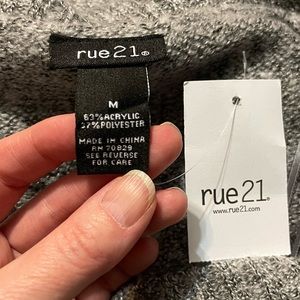 rue21®
M
63% ACRYLIC
37% POLYESTER
MADE IN CHINA
RN 70829
SEE REVERSE
FOR CARE
rue21®
www.rue21.com